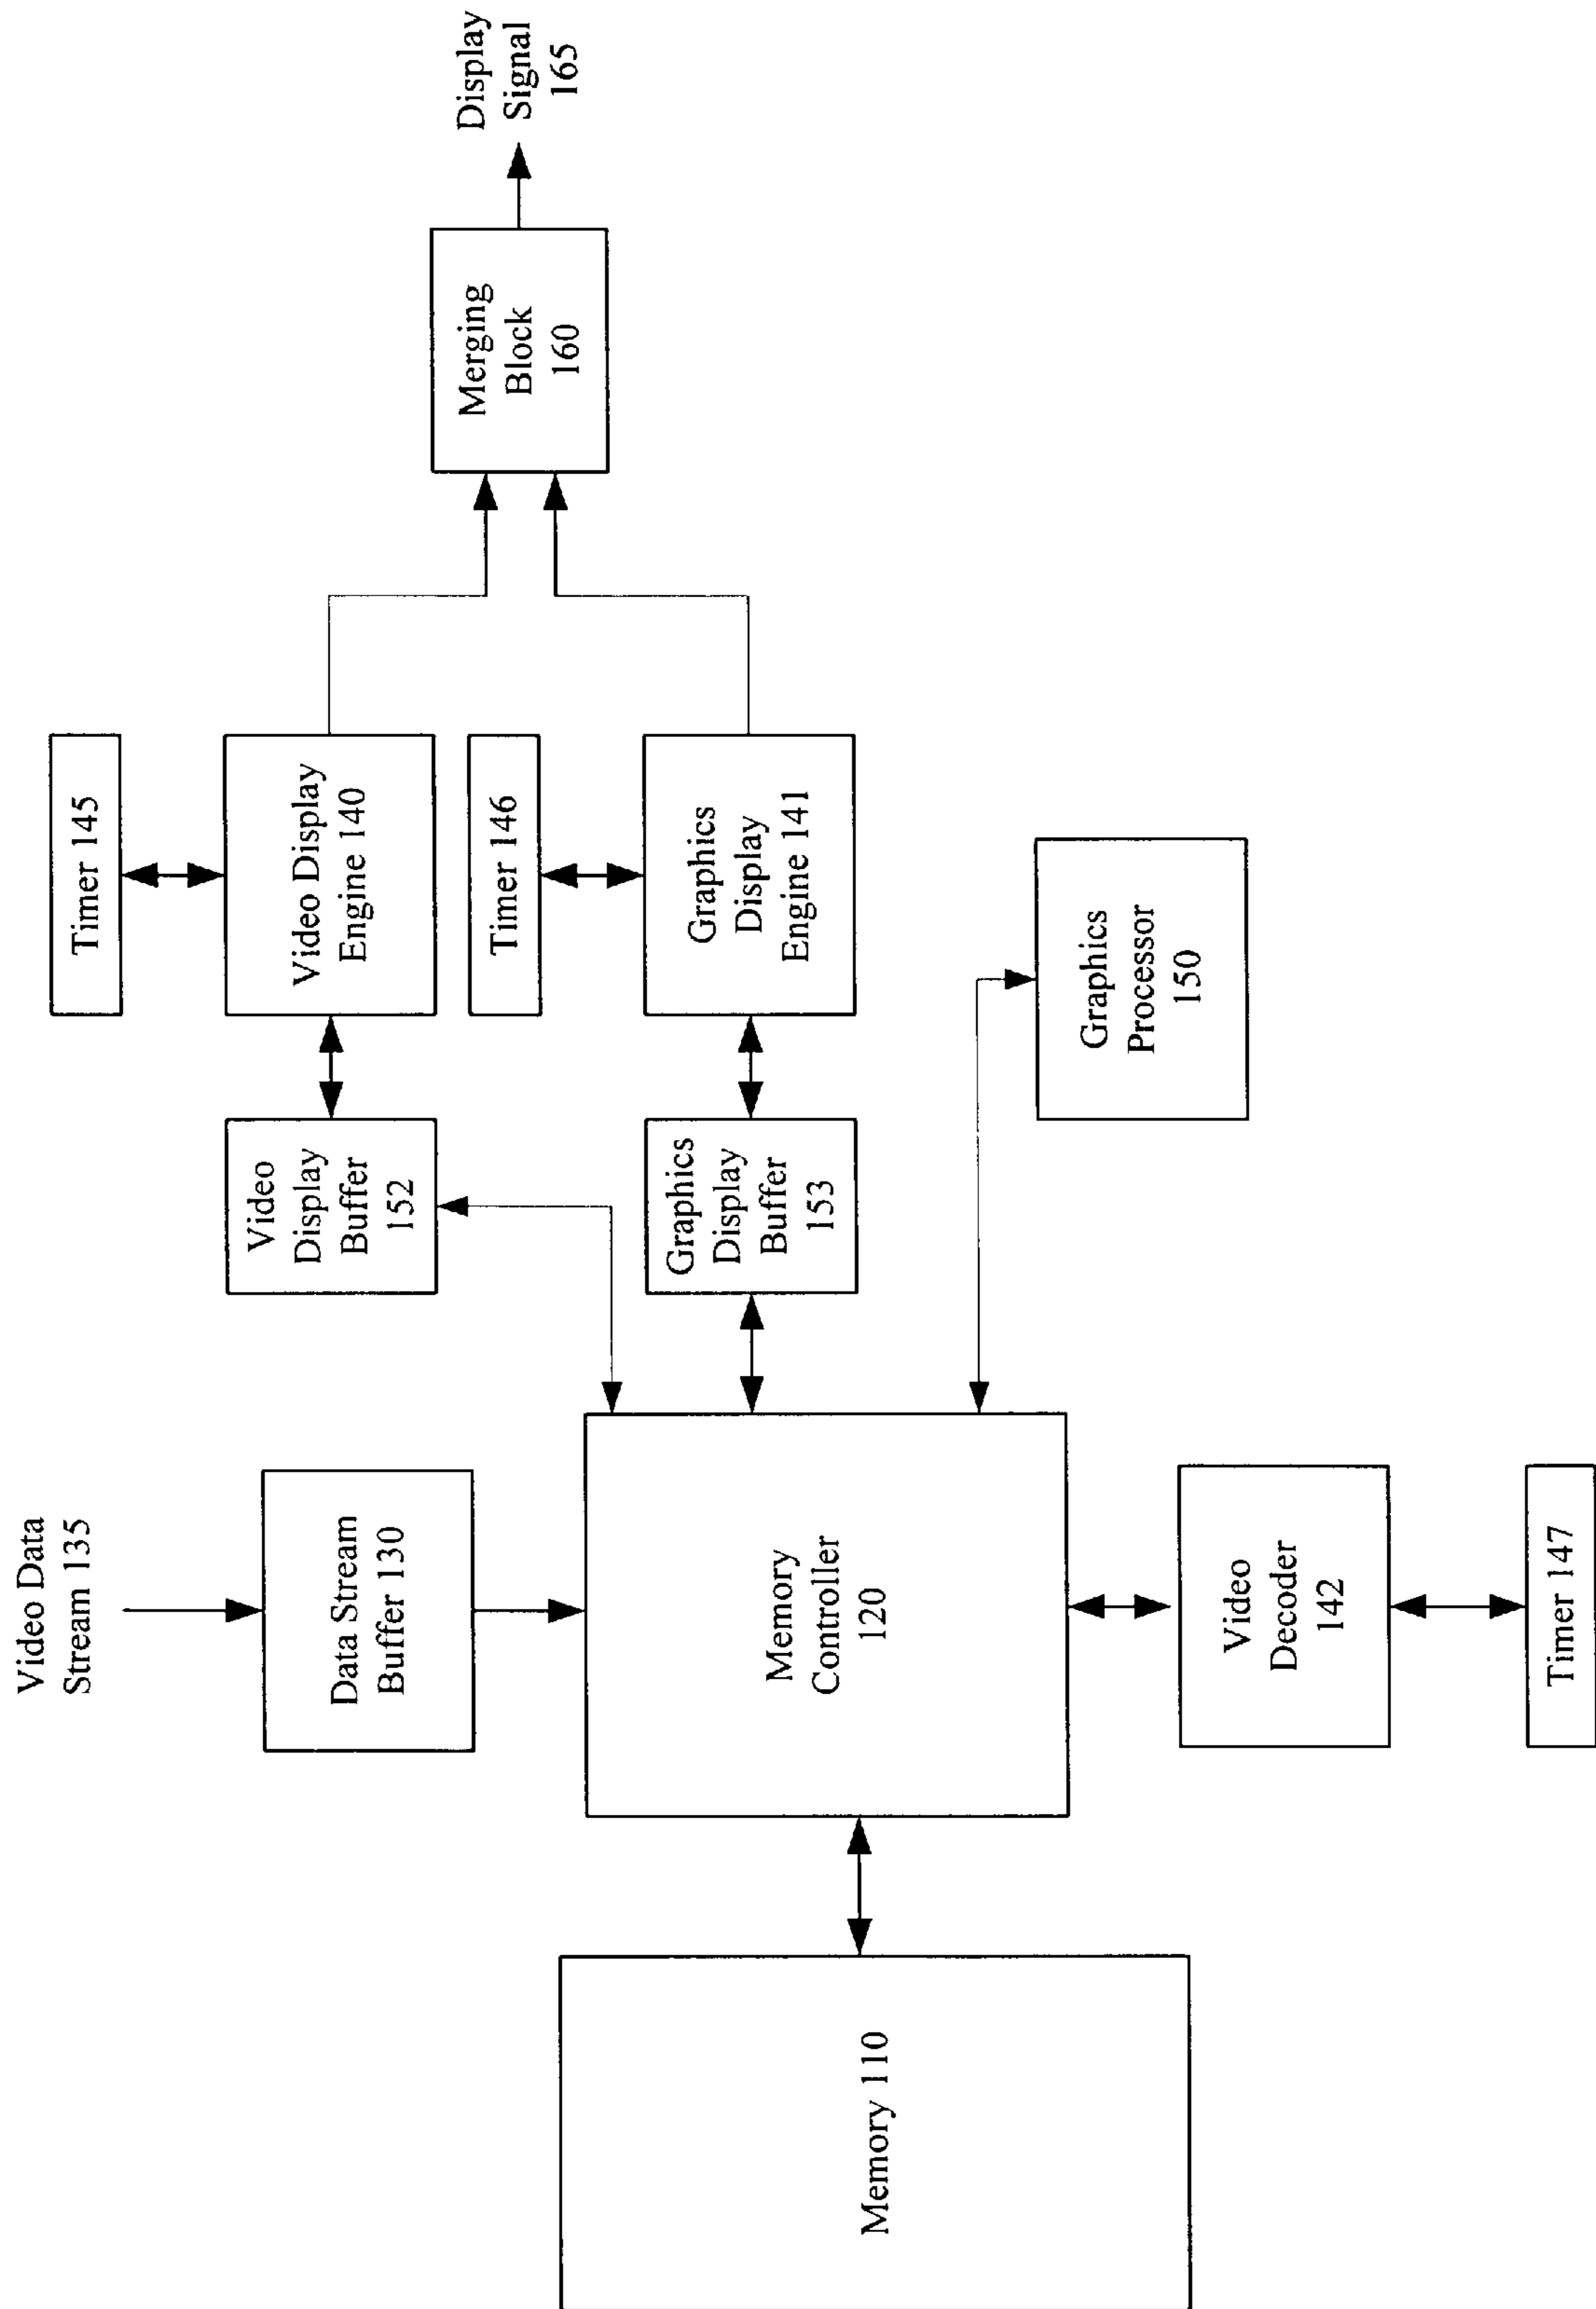 Video Data
Stream 135
Data Stream
Buffer 130
Memory 110
Memory
Controller
120
Video
Decoder
142
Timer 147
Video
Display
Buffer
152
Graphics
Display
Buffer
153
Timer 145
Video Display
Engine 140
Timer 146
Graphics
Display
Engine 141
Graphics
Processor
150
Merging
Block
160
Display
Signal
165